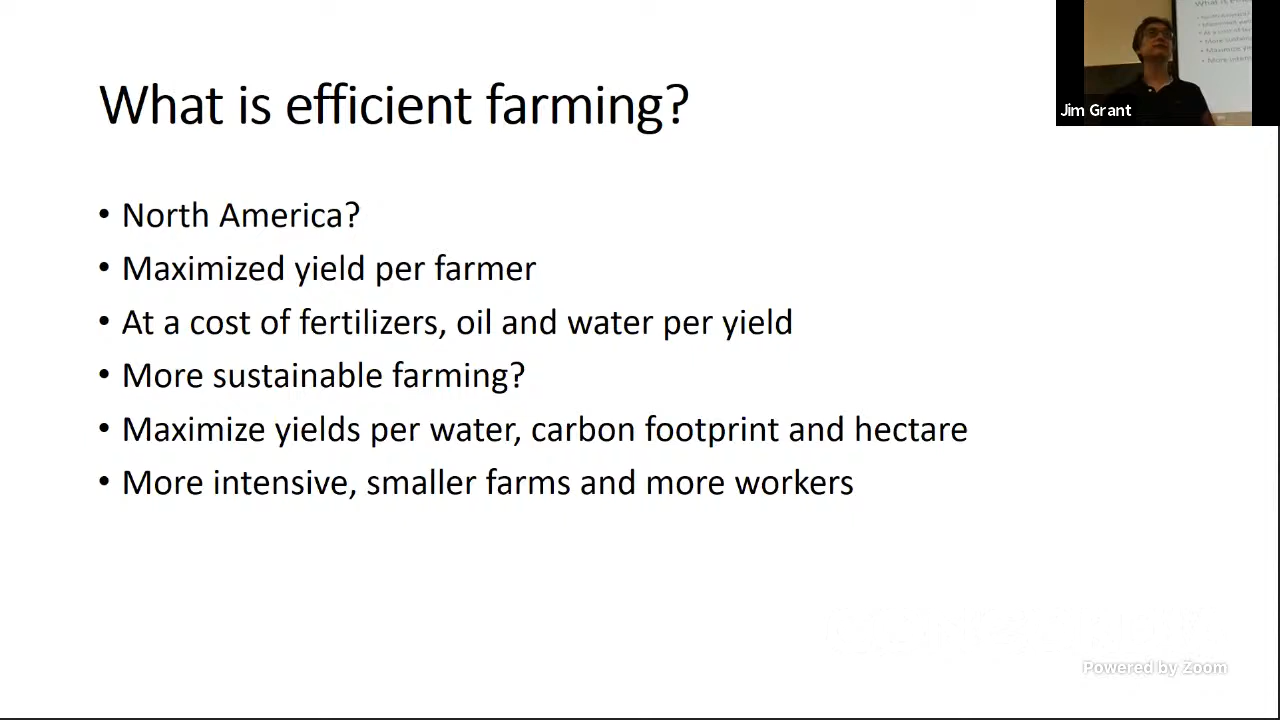 What is efficient farming?
• North America?
• Maximized yield per farmer
• At a cost of fertilizers, oil and water per yield
• More sustainable farming?
• Maximize yields per water, carbon footprint and hectare
• More intensive, smaller farms and more workers
Jim Grant
Powered by Zoom